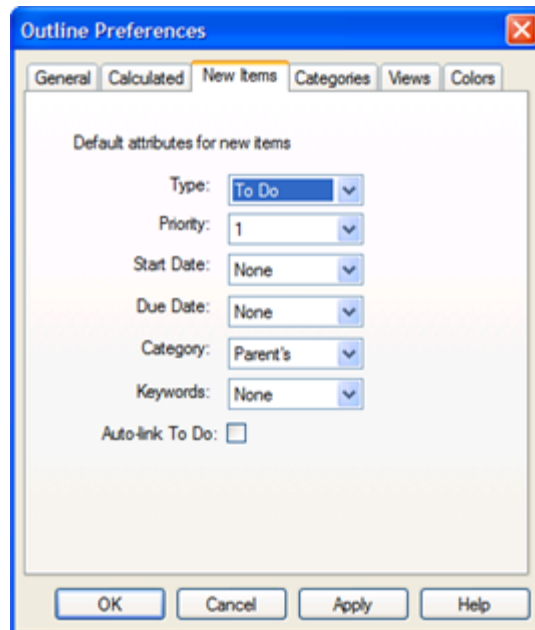 Outline Preferences
General Calculated New Items Categories Views Colors
Default attributes for new items
Type: To Do
Priority: 1
Start Date: None
Due Date: None
Category: Parent's
Keywords: None
Auto-link To Do:
OK Cancel Apply Help